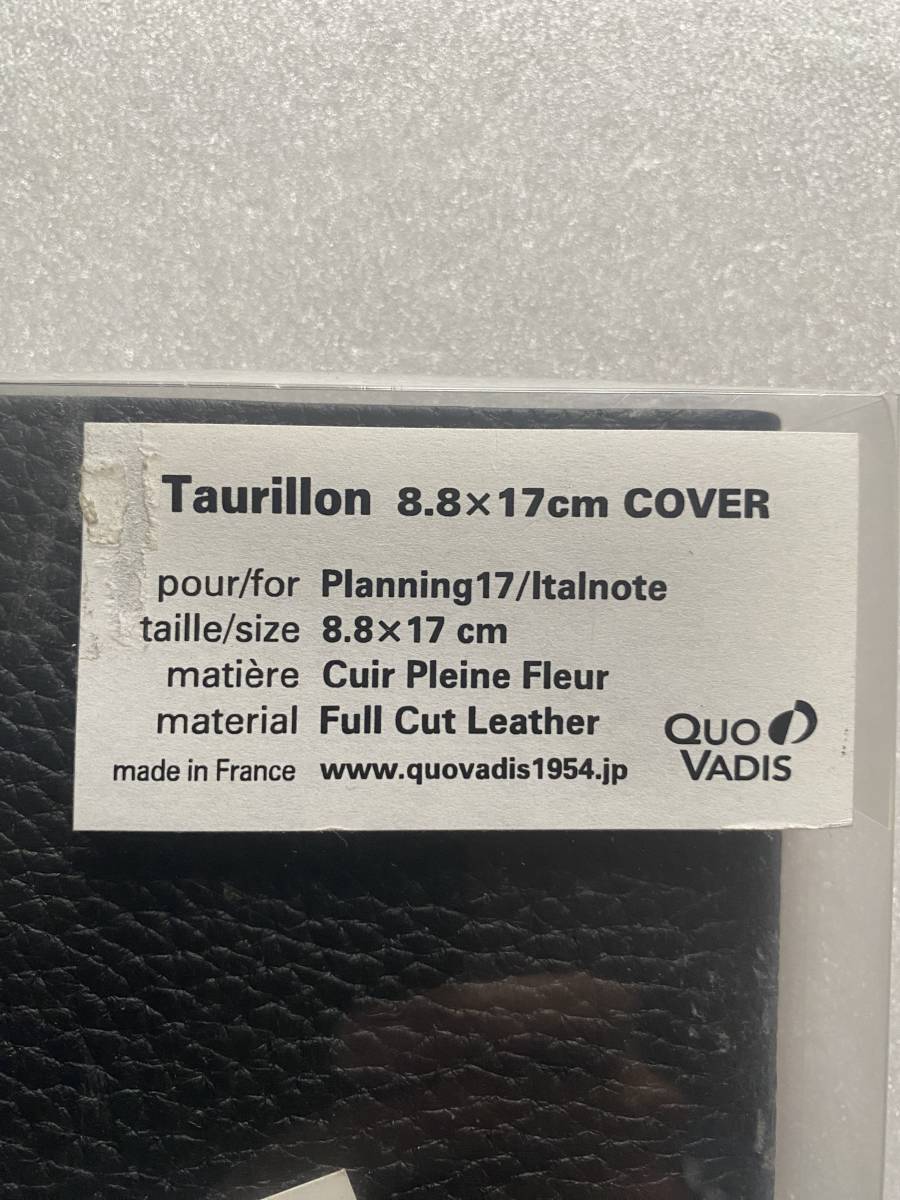 Taurillon 8.8×17cm COVER
pour/for Planning17/Italnote
taille/size 8.8×17 cm
matière Cuir Pleine Fleur
material Full Cut Leather
made in France www.quovadis1954.jp
QUO
VADIS